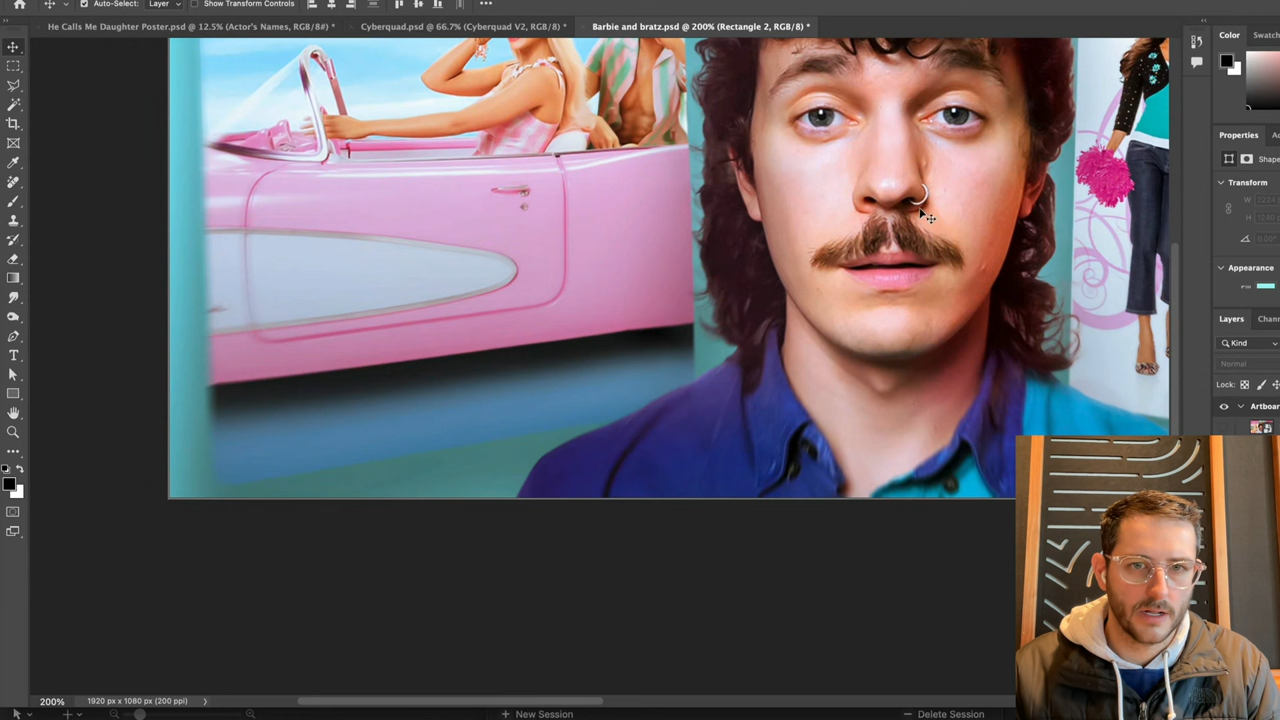 Auto-Select:
Layer
Show Transform Controls
He Calls Me Daughter Poster.psd @ 12.5% (Actor's Names, RGB/8#) *
Cyberquad.psd @ 66.7% (Cyberquad V2, RGB/8) *
Barbie and bratz.psd @ 200% (Rectangle 2, RGB/8) *
Color
Swatch
Properties
Shape
Transform
W
H
Appearance
Layers
Chann
Kind
Normal
Lock:
Artboar
200%
1920 px x 1080 px (200 ppi)
New Session
Delete Session